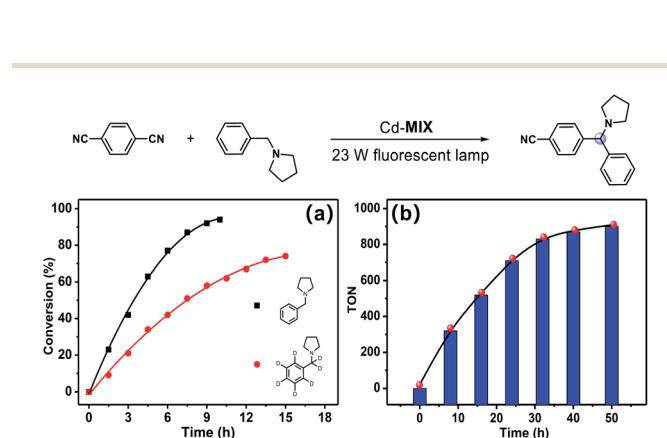 NC
CN
+
N
Cd-MIX
23 W fluorescent lamp
NC
N
(a)
Conversion (%)
100
80
60
40
20
0
N
N
D
D
D
D
D
D
D
0 3 6 9 12 15 18
Time (h)
(b)
TON
1000
800
600
400
200
0
0 10 20 30 40 50
Time (h)